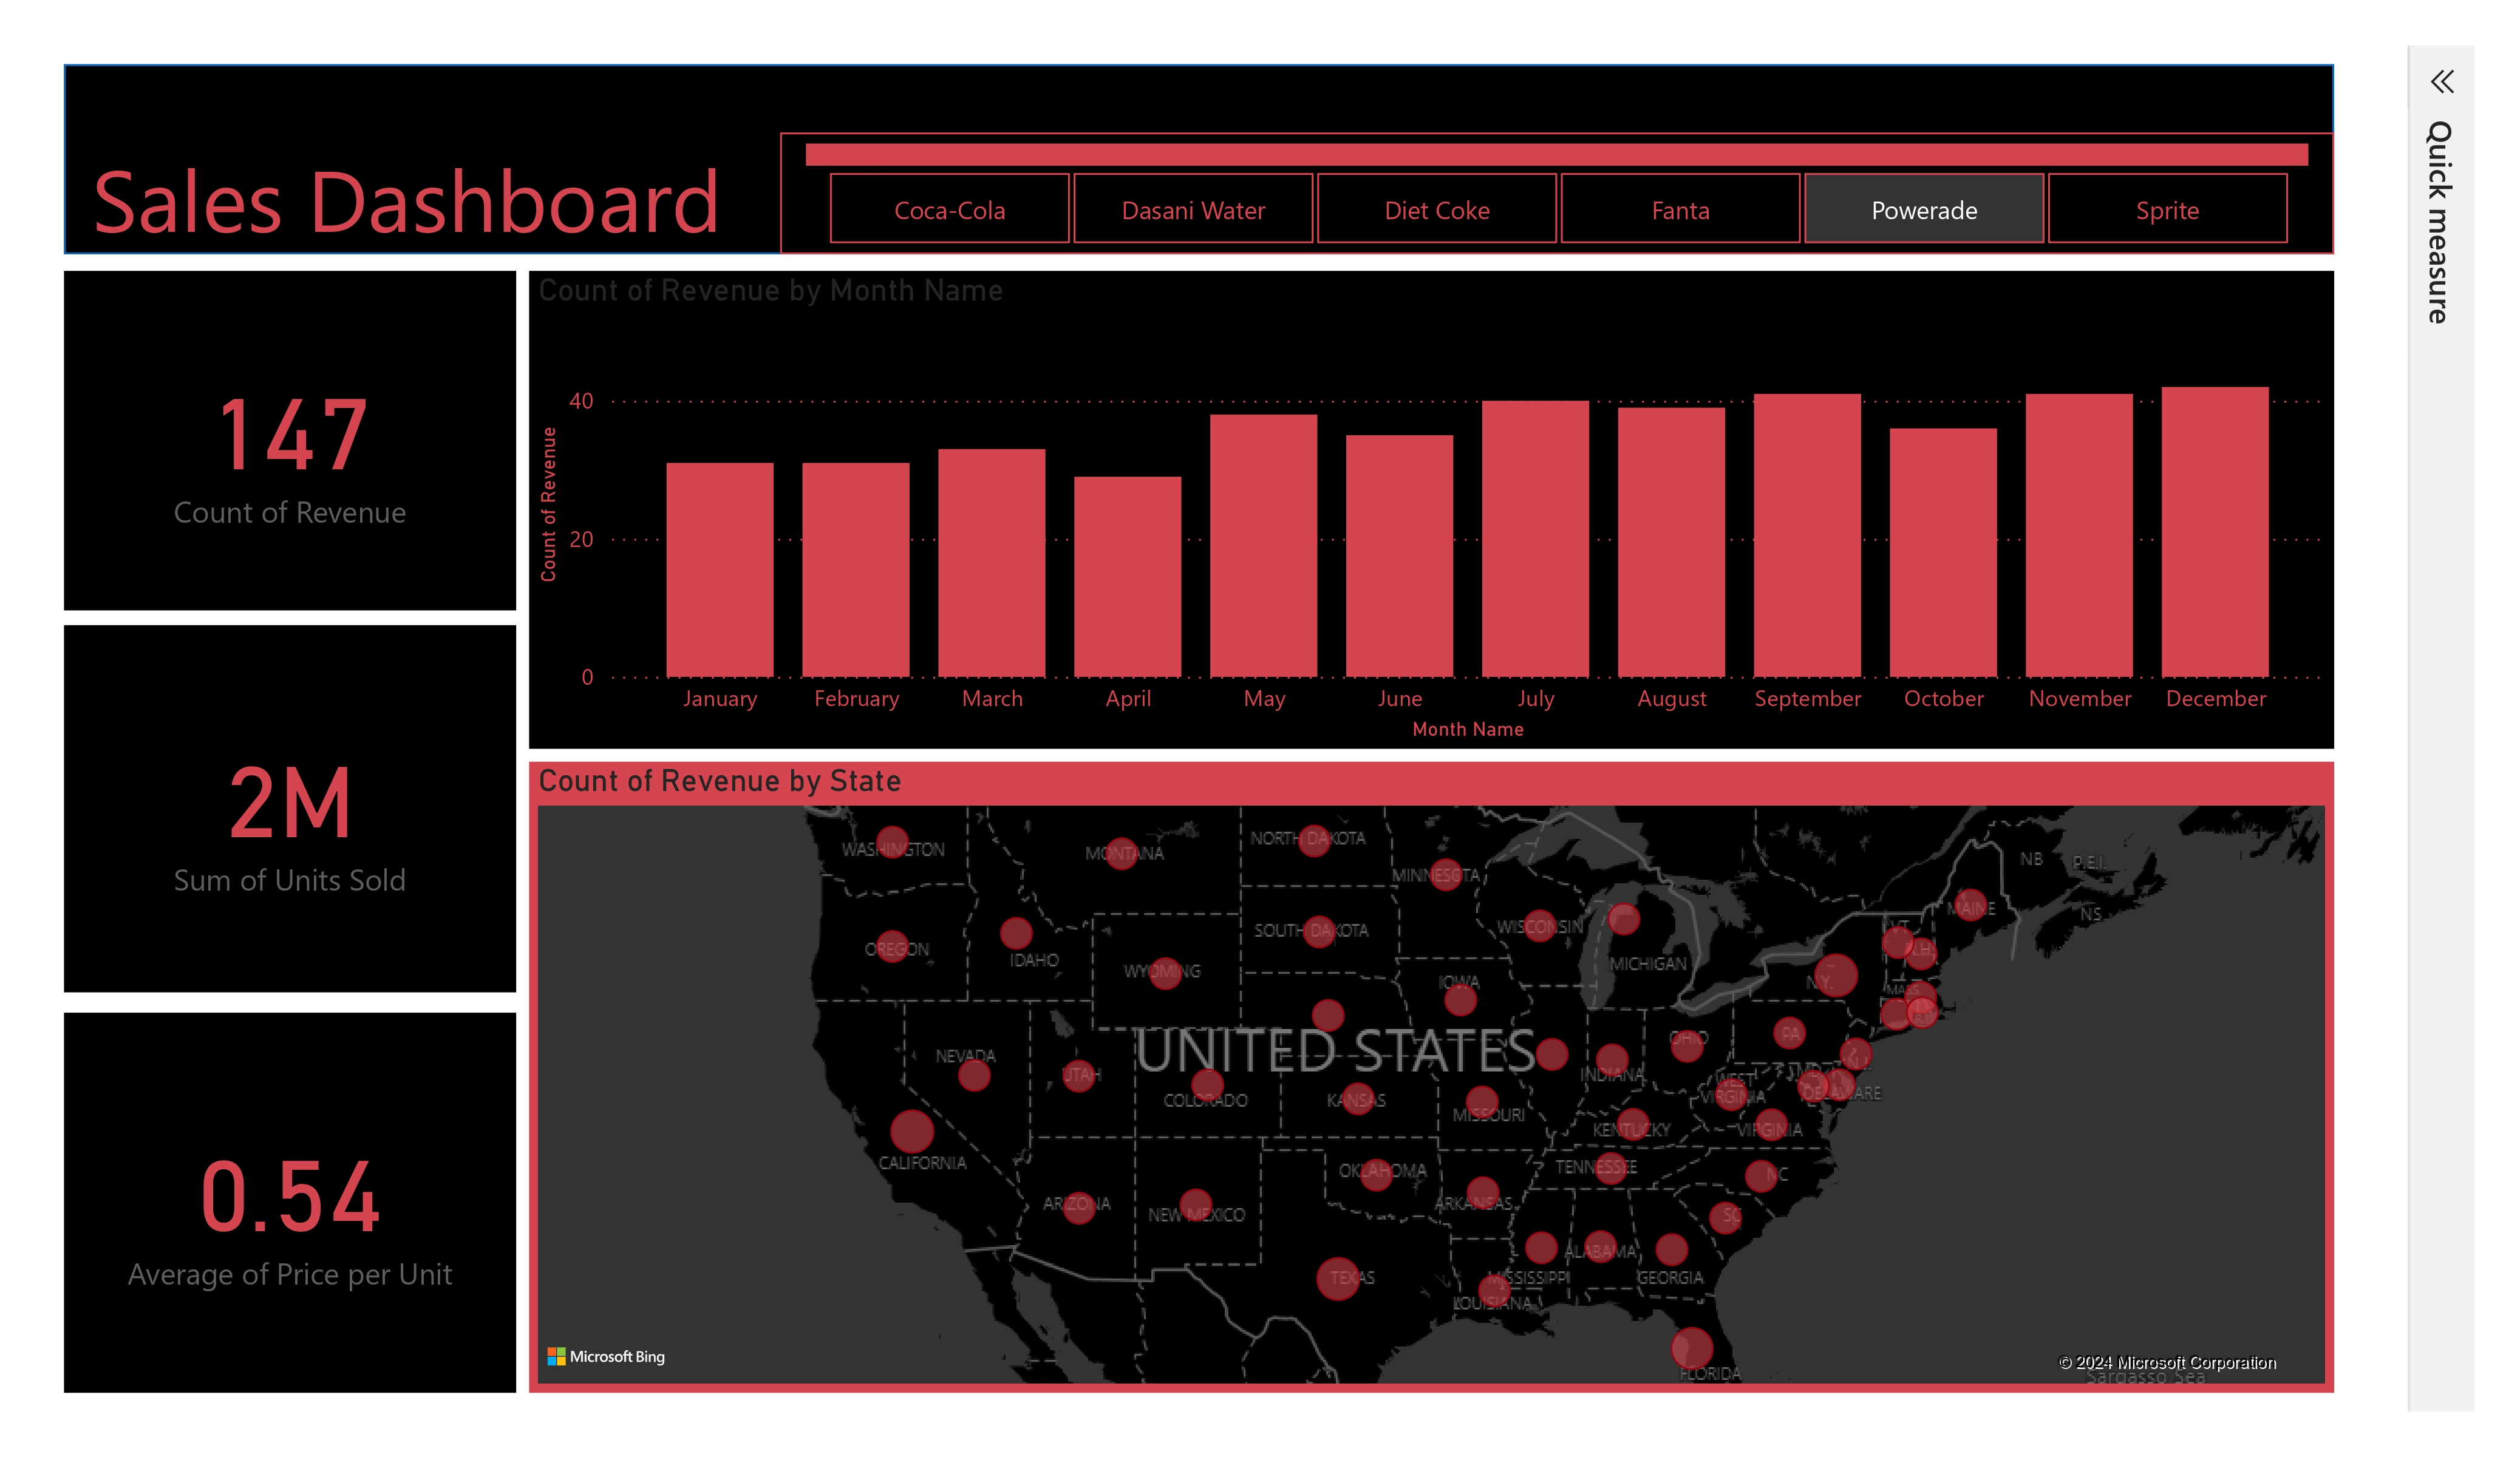 Sales Dashboard
Coca-Cola
Dasani Water
Diet Coke
Fanta
Powerade
Sprite
Quick measure
147
Count of Revenue
2M
Sum of Units Sold
0.54
Average of Price per Unit
Count of Revenue by Month Name
Count of Revenue
40
20
0
January
February
March
April
May
June
July
August
September
October
November
December
Month Name
Count of Revenue by State
WASHINGTON
MONTANA
NORTH DAKOTA
MINNESOTA
NB
P.E.I.
OREGON
IDAHO
SOUTH DAKOTA
WISCONSIN
MAINE
NS
VT.
WYOMING
MICHIGAN
IOWA
N.Y.
MASS.
UNITED STATES
NEVADA
UTAH
COLORADO
KANSAS
MISSOURI
INDIANA
OHIO
PA
N.J.
MD
WEST
VIRGINIA
DELAWARE
KENTUCKY
VIRGINIA
CALIFORNIA
OKLAHOMA
TENNESSEE
NC
ARIZONA
NEW MEXICO
ARKANSAS
SC
TEXAS
MISSISSIPPI
ALABAMA
GEORGIA
LOUISIANA
FLORIDA
Microsoft Bing
© 2024 Microsoft Corporation
Sargasso Sea